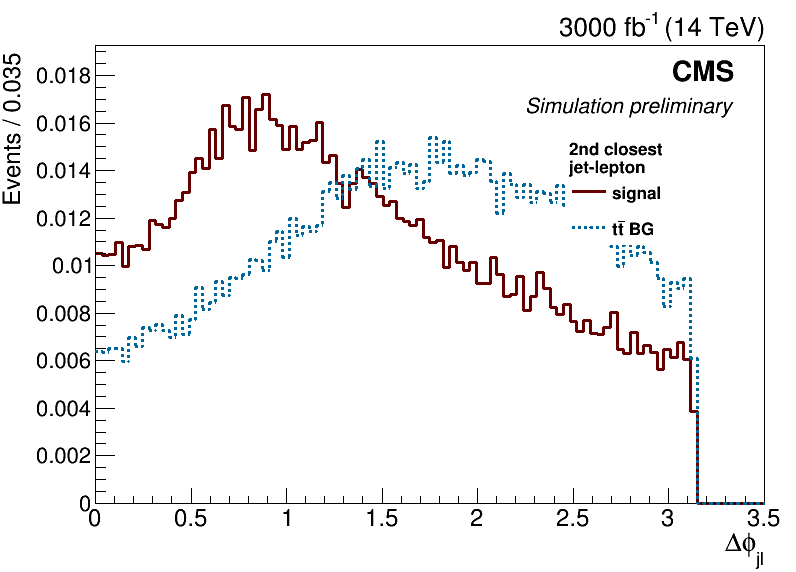 3000 fb⁻¹ (14 TeV)
CMS
Simulation preliminary
2nd closest
jet-lepton
signal
tt̄ BG
Events / 0.035
0.018
0.016
0.014
0.012
0.01
0.008
0.006
0.004
0.002
0
0 0.5 1 1.5 2 2.5 3 3.5
Δϕjl